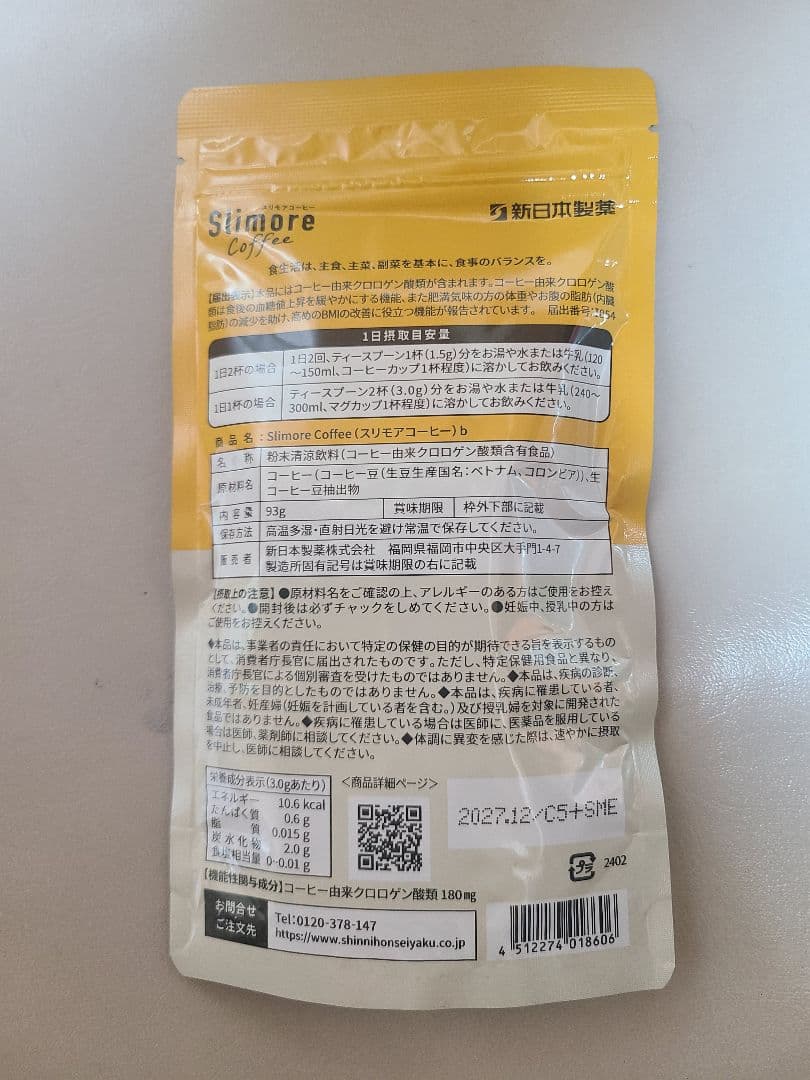 スリモアコーヒー
Slimore
Coffee
新日本製薬
食生活は、主食、主菜、副菜を基本に、食事のバランスを。
【届出表示】本品にはコーヒー由来クロロゲン酸類が含まれます。コーヒー由来クロロゲン酸
類は食後の血糖値上昇を緩やかにする機能、また肥満気味の方の体重やお腹の脂肪(内臓
脂肪)の減少を助け、高めのBMIの改善に役立つ機能が報告されています。 届出番号
1日摂取目安量
1日2杯の場合 1日2回、ティースプーン1杯(1.5g)分をお湯や水または牛乳(120
~150ml、コーヒーカップ1杯程度)に溶かしてお飲みください。
1日1杯の場合 ティースプーン2杯(3.0g)分をお湯や水または牛乳(240~
300ml、マグカップ1杯程度)に溶かしてお飲みください。
商品名:Slimore Coffee(スリモアコーヒー)b
名称 粉末清涼飲料(コーヒー由来クロロゲン酸類含有食品)
原材料名 コーヒー(コーヒー豆(生豆生産国名:ベトナム、コロンビア))、生
コーヒー豆抽出物
内容量 93g 賞味期限 枠外下部に記載
保存方法 高温多湿・直射日光を避け常温で保存してください。
販売者 新日本製薬株式会社 福岡県福岡市中央区大手門1-4-7
製造所固有記号は賞味期限の右に記載
【摂取上の注意】●原材料名をご確認の上、アレルギーのある方はご使用をお控え
ください。●開封後は必ずチャックをしめてください。●妊娠中、授乳中の方は
ご使用をお控えください。
◆本品は、事業者の責任において特定の保健の目的が期待できる旨を表示するもの
として、消費者庁長官に届出されたものです。ただし、特定保健用食品と異なり、
消費者庁長官による個別審査を受けたものではありません。◆本品は、疾病の診断、
治療、予防を目的としたものではありません。◆本品は、疾病に罹患している者、
未成年者、妊産婦(妊娠を計画している者を含む。)及び授乳婦を対象に開発された
食品ではありません。◆疾病に罹患している場合は医師に、医薬品を服用している
場合は医師、薬剤師に相談してください。◆体調に異変を感じた際は、速やかに摂取
を中止し、医師に相談してください。
栄養成分表示(3.0gあたり)
エネルギー 10.6 kcal
たんぱく質 0.6 g
脂質 0.015 g
炭水化物 2.0 g
食塩相当量 0~0.01 g
<商品詳細ページ>
2027.12/C5+SME
プラ
2402
【機能性関与成分】コーヒー由来クロロゲン酸類 180mg
お問合せ
ご注文先
Tel:0120-378-147
https://www.shinnihonseiyaku.co.jp
4 512274 018606